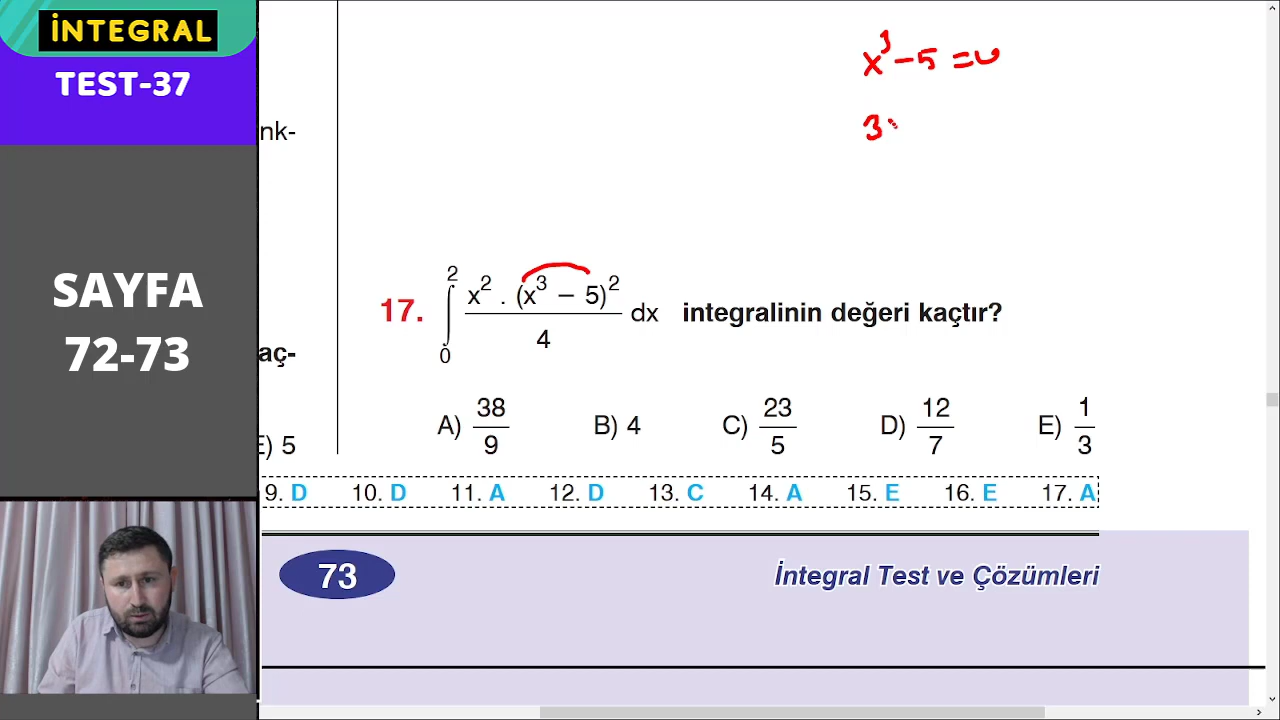 İNTEGRAL
TEST-37
SAYFA
72-73
x³ - 5 = u
3
nk-
aç-
E) 5
17. ∫₀² x² . (x³ – 5)² / 4 dx integralinin değeri kaçtır?
A) 38/9 B) 4 C) 23/5 D) 12/7 E) 1/3
9. D 10. D 11. A 12. D 13. C 14. A 15. E 16. E 17. A
73 İntegral Test ve Çözümleri